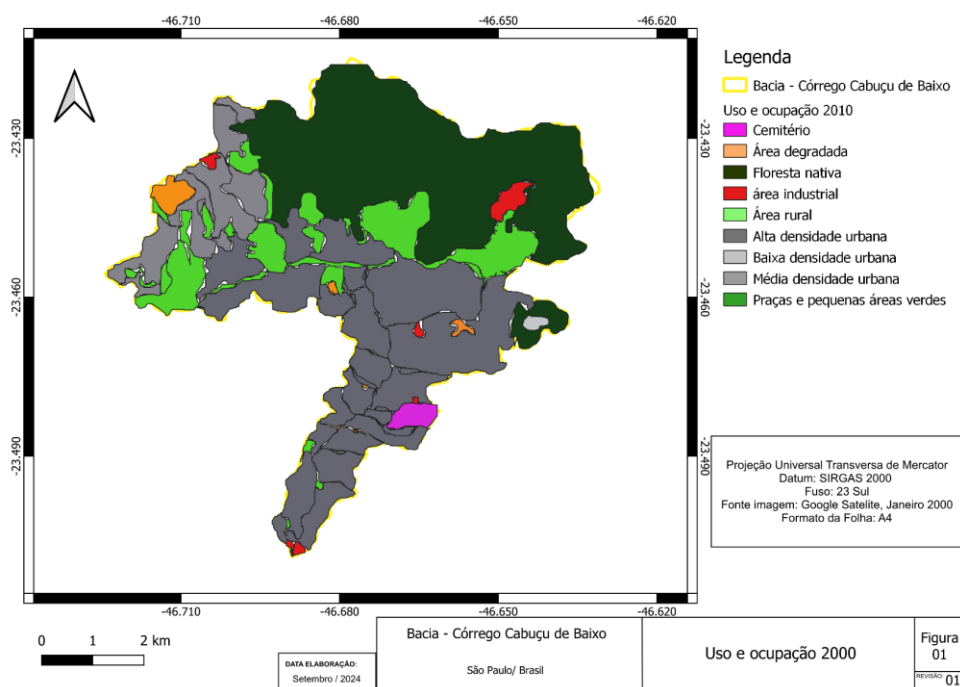 -46.710 -46.680 -46.650 -46.620
-23.430 -23.430
-23.460 -23.460
-23.490 -23.490
-46.710 -46.680 -46.650 -46.620
Legenda
Bacia - Córrego Cabuçu de Baixo
Uso e ocupação 2010
Cemitério
Área degradada
Floresta nativa
área industrial
Área rural
Alta densidade urbana
Baixa densidade urbana
Média densidade urbana
Praças e pequenas áreas verdes
Projeção Universal Transversa de Mercator
Datum: SIRGAS 2000
Fuso: 23 Sul
Fonte imagem: Google Satelite, Janeiro 2000
Formato da Folha: A4
0 1 2 km
DATA ELABORAÇÃO:
Setembro / 2024
Bacia - Córrego Cabuçu de Baixo
São Paulo/ Brasil
Uso e ocupação 2000
Figura
01
REVISÃO: 01